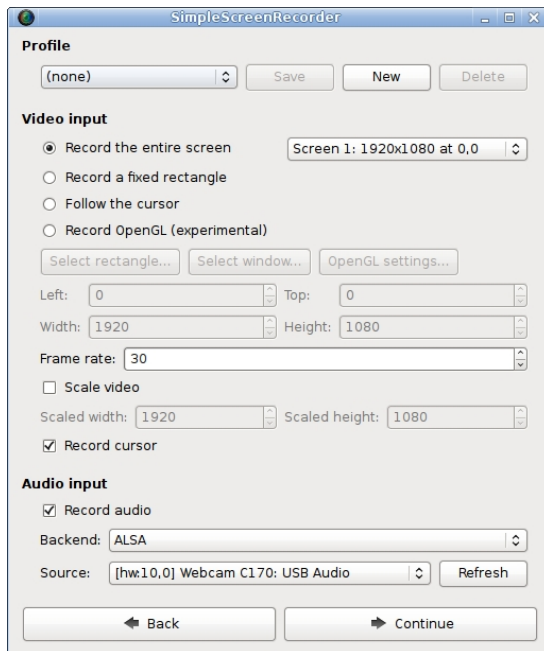 SimpleScreenRecorder
Profile
(none) Save New Delete
Video input
Record the entire screen Screen 1: 1920x1080 at 0,0
Record a fixed rectangle
Follow the cursor
Record OpenGL (experimental)
Select rectangle... Select window... OpenGL settings...
Left: 0 Top: 0
Width: 1920 Height: 1080
Frame rate: 30
Scale video
Scaled width: 1920 Scaled height: 1080
Record cursor
Audio input
Record audio
Backend: ALSA
Source: [hw:10,0] Webcam C170: USB Audio Refresh
Back Continue